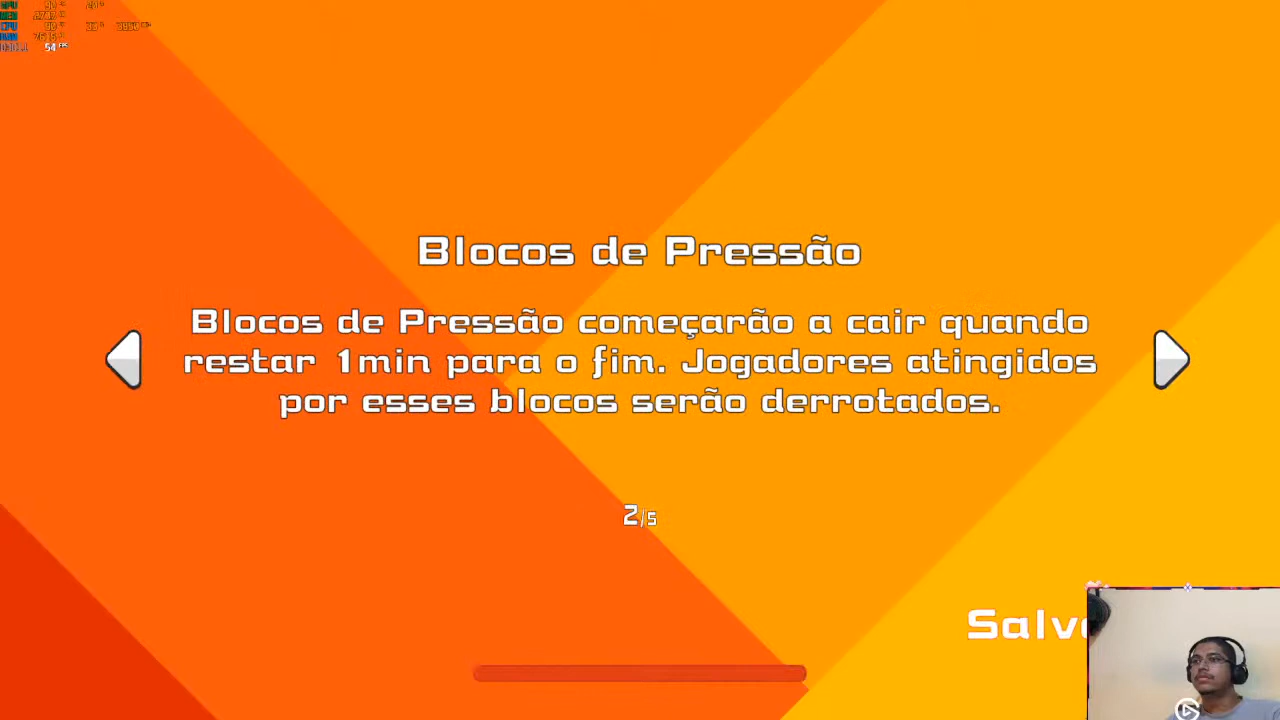 54
Blocos de Pressão
Blocos de Pressão começarão a cair quando
restar 1min para o fim. Jogadores atingidos
por esses blocos serão derrotados.
2/5